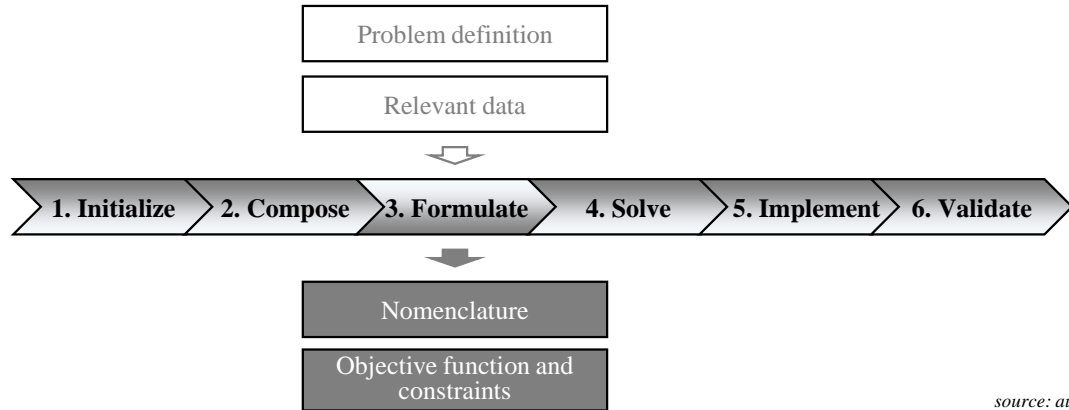 Problem definition
Relevant data
1. Initialize 2. Compose 3. Formulate 4. Solve 5. Implement 6. Validate
Nomenclature
Objective function and
constraints
source: